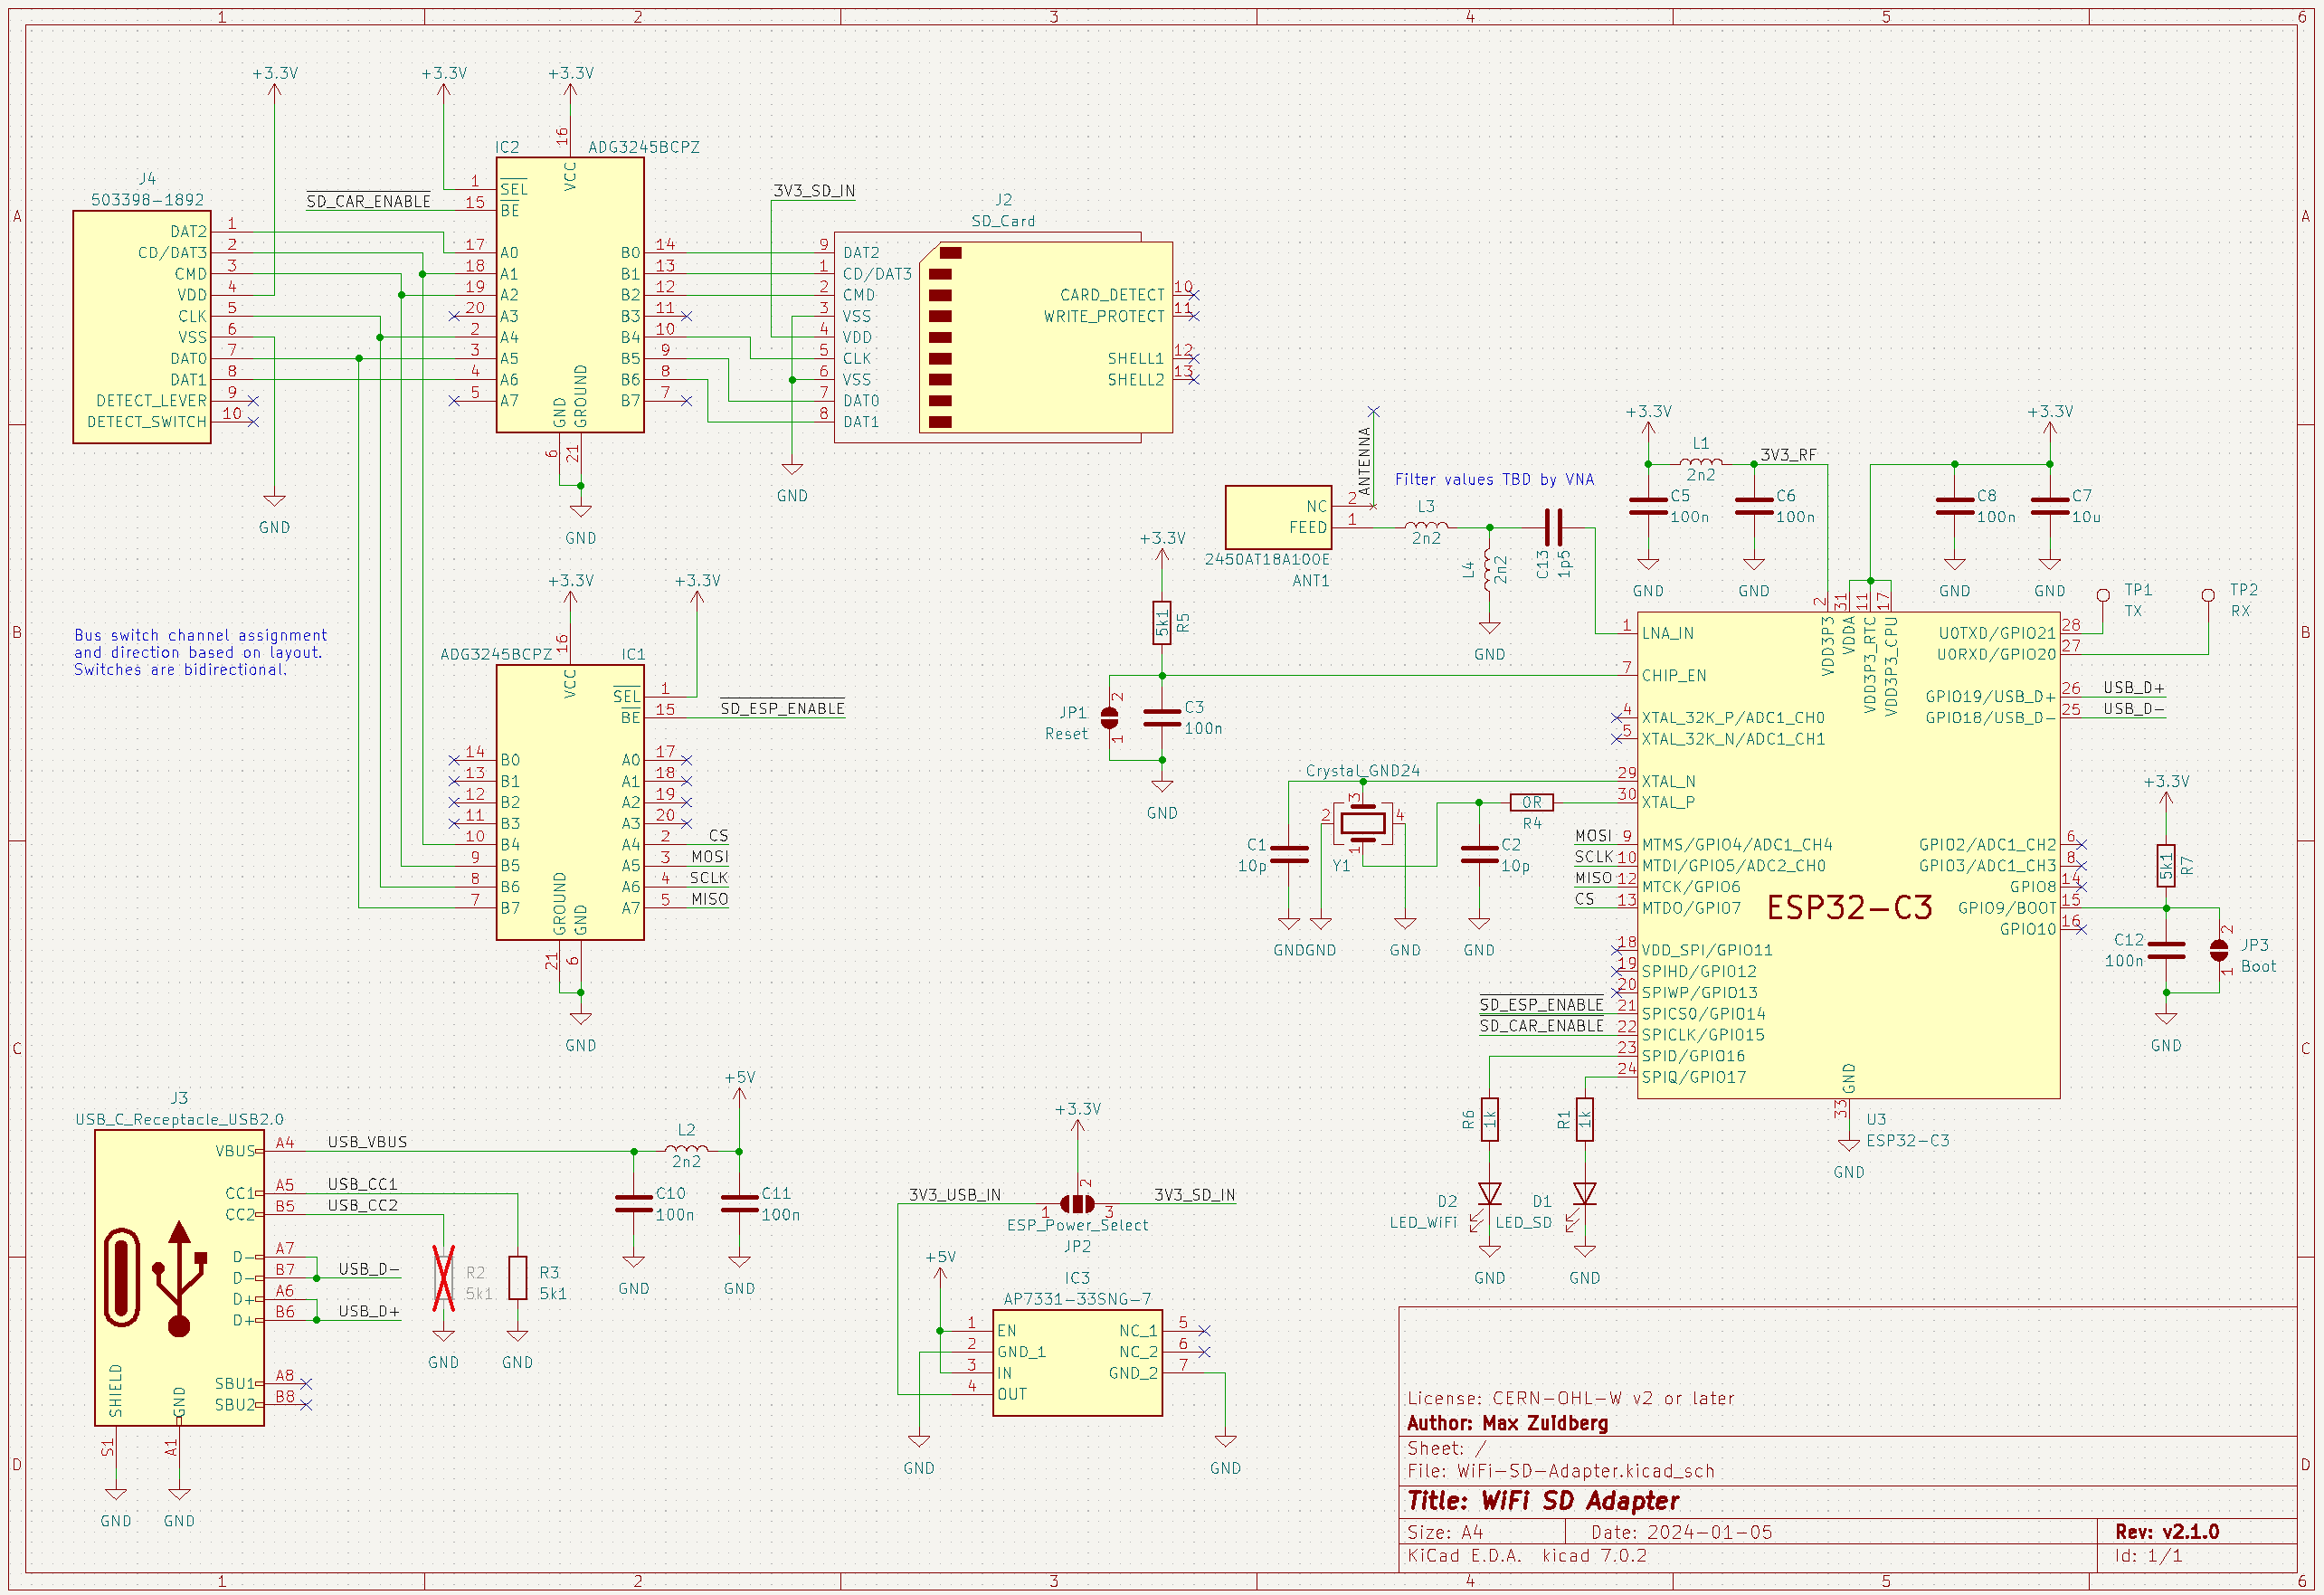 1 2 3 4 5 6
A
B
C
D
+3.3V
+3.3V
+3.3V
J4
503398-1892
DAT2 1
CD/DAT3 2
CMD 3
VDD 4
CLK 5
VSS 6
DAT0 7
DAT1 8
DETECT_LEVER 9
DETECT_SWITCH 10
GND
SD_CAR_ENABLE
IC2
ADG3245BCPZ
16
VCC
1 SEL
15 BE
17 A0 B0 14
18 A1 B1 13
19 A2 B2 12
20 A3 B3 11
2 A4 B4 10
3 A5 B5 9
4 A6 B6 8
5 A7 B7 7
GND
GROUND
6
21
GND
3V3_SD_IN
J2
SD_Card
9 DAT2
1 CD/DAT3
2 CMD
3 VSS
4 VDD
5 CLK
6 VSS
7 DAT0
8 DAT1
CARD_DETECT 10
WRITE_PROTECT 11
SHELL1 12
SHELL2 13
GND
Bus switch channel assignment
and direction based on layout.
Switches are bidirectional.
+3.3V
+3.3V
ADG3245BCPZ
IC1
16
VCC
SEL 1
BE 15
SD_ESP_ENABLE
14 B0 A0 17
13 B1 A1 18
12 B2 A2 19
11 B3 A3 20
10 B4 A4 2 CS
9 B5 A5 3 MOSI
8 B6 A6 4 SCLK
7 B7 A7 5 MISO
GROUND
GND
21
6
GND
ANTENNA
NC 2
FEED 1
2450AT18A100E
ANT1
Filter values TBD by VNA
L3
2n2
L4
2n2
C13
1p5
GND
+3.3V
5k1
R5
JP1
Reset
2
1
C3
100n
GND
Crystal_GND24
3
2
4
1
Y1
C1
10p
C2
10p
0R
R4
GND
GND
GND
GND
+3.3V
L1
2n2
3V3_RF
C5
100n
C6
100n
C8
100n
C7
10u
+3.3V
GND
GND
GND
GND
TP1
TX
TP2
RX
2
31
11
17
VDD3P3
VDDA
VDD3P3_RTC
VDD3P3_CPU
1 LNA_IN
7 CHIP_EN
4 XTAL_32K_P/ADC1_CH0
5 XTAL_32K_N/ADC1_CH1
29 XTAL_N
30 XTAL_P
MOSI 9 MTMS/GPIO4/ADC1_CH4
SCLK 10 MTDI/GPIO5/ADC2_CH0
MISO 12 MTCK/GPIO6
CS 13 MTDO/GPIO7
18 VDD_SPI/GPIO11
19 SPIHD/GPIO12
20 SPIWP/GPIO13
SD_ESP_ENABLE 21 SPICS0/GPIO14
SD_CAR_ENABLE 22 SPICLK/GPIO15
23 SPID/GPIO16
24 SPIQ/GPIO17
ESP32-C3
U0TXD/GPIO21 28
U0RXD/GPIO20 27
GPIO19/USB_D+ 26 USB_D+
GPIO18/USB_D- 25 USB_D-
GPIO2/ADC1_CH2 6
GPIO3/ADC1_CH3 8
GPIO8 14
GPIO9/BOOT 15
GPIO10 16
GND
33
U3
ESP32-C3
GND
+3.3V
5k1
R7
C12
100n
2
1
JP3
Boot
GND
R6
1k
R1
1k
D2
LED_WiFi
D1
LED_SD
GND
GND
J3
USB_C_Receptacle_USB2.0
VBUS A4 USB_VBUS
CC1 A5 USB_CC1
CC2 B5 USB_CC2
D- A7
D- B7 USB_D-
D+ A6
D+ B6 USB_D+
SBU1 A8
SBU2 B8
SHIELD
GND
S1
A1
GND
GND
R2
5k1
R3
5k1
GND
GND
+5V
L2
2n2
C10
100n
C11
100n
GND
GND
+3.3V
3V3_USB_IN
3V3_SD_IN
1
2
3
ESP_Power_Select
JP2
+5V
IC3
AP7331-33SNG-7
1 EN NC_1 5
2 GND_1 NC_2 6
3 IN GND_2 7
4 OUT
GND
GND
License: CERN-OHL-W v2 or later
Author: Max Zuidberg
Sheet: /
File: WiFi-SD-Adapter.kicad_sch
Title: WiFi SD Adapter
Size: A4 Date: 2024-01-05 Rev: v2.1.0
KiCad E.D.A. kicad 7.0.2 Id: 1/1
A
B
C
D
1 2 3 4 5 6